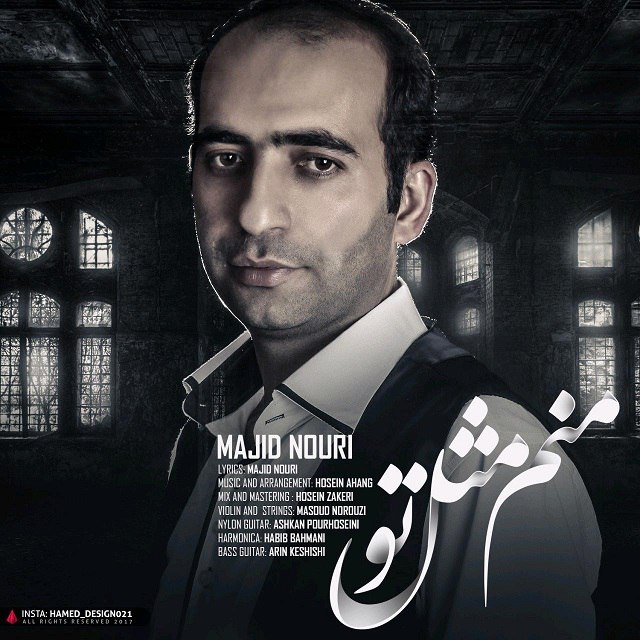 MAJID NOURI
LYRICS: MAJID NOURI
MUSIC AND ARRANGEMENT: HOSEIN AHANG
MIX AND MASTERING : HOSEIN ZAKERI
VIOLIN AND STRINGS: MASOUD NOROUZI
NYLON GUITAR: ASHKAN POURHOSEINI
HARMONICA: HABIB BAHMANI
BASS GUITAR: ARIN KESHISHI
منم مثل
تو
INSTA: HAMED_DESIGN021
ALL RIGHTS RESERVED 2017